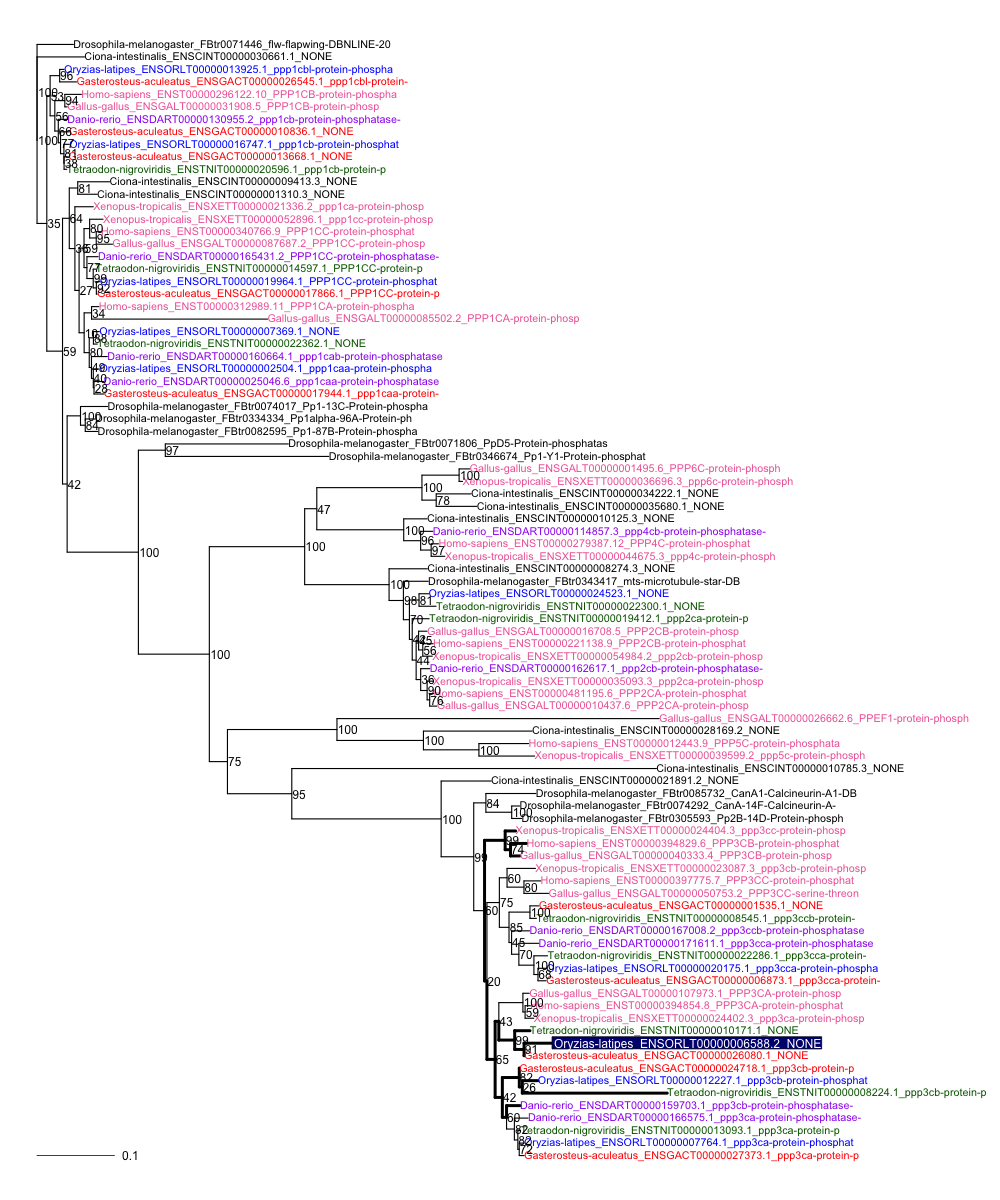 Drosophila-melanogaster_FBtr0071446_flw-flapwing-DBNLINE-20
Ciona-intestinalis_ENSCINT00000030661.1_NONE
Oryzias-latipes_ENSORLT00000013925.1_ppp1cbl-protein-phospha
96
Gasterosteus-aculeatus_ENSGACT00000026545.1_ppp1cbl-protein-
Homo-sapiens_ENST00000296122.10_PPP1CB-protein-phospha
94
Gallus-gallus_ENSGALT00000031908.5_PPP1CB-protein-phosp
56
Danio-rerio_ENSDART00000130955.2_ppp1cb-protein-phosphatase-
Gasterosteus-aculeatus_ENSGACT00000010836.1_NONE
100
Oryzias-latipes_ENSORLT00000016747.1_ppp1cb-protein-phosphat
Gasterosteus-aculeatus_ENSGACT00000013668.1_NONE
38
Tetraodon-nigroviridis_ENSTNIT00000020596.1_ppp1cb-protein-p
Ciona-intestinalis_ENSCINT00000009413.3_NONE
81
Ciona-intestinalis_ENSCINT00000001310.3_NONE
Xenopus-tropicalis_ENSXETT00000021336.2_ppp1ca-protein-phosp
64
Xenopus-tropicalis_ENSXETT00000052896.1_ppp1cc-protein-phosp
35
80
Homo-sapiens_ENST00000340766.9_PPP1CC-protein-phosphat
95
Gallus-gallus_ENSGALT00000087687.2_PPP1CC-protein-phosp
59
Danio-rerio_ENSDART00000165431.2_PPP1CC-protein-phosphatase-
77
Tetraodon-nigroviridis_ENSTNIT00000014597.1_PPP1CC-protein-p
Oryzias-latipes_ENSORLT00000019964.1_PPP1CC-protein-phosphat
27
92
Gasterosteus-aculeatus_ENSGACT00000017866.1_PPP1CC-protein-p
Homo-sapiens_ENST00000312989.11_PPP1CA-protein-phospha
34
Gallus-gallus_ENSGALT00000085502.2_PPP1CA-protein-phosp
Oryzias-latipes_ENSORLT00000007369.1_NONE
68
Tetraodon-nigroviridis_ENSTNIT00000022362.1_NONE
59
80
Danio-rerio_ENSDART00000160664.1_ppp1cab-protein-phosphatase
Oryzias-latipes_ENSORLT00000002504.1_ppp1caa-protein-phospha
40
Danio-rerio_ENSDART00000025046.6_ppp1caa-protein-phosphatase
28
Gasterosteus-aculeatus_ENSGACT00000017944.1_ppp1caa-protein-
Drosophila-melanogaster_FBtr0074017_Pp1-13C-Protein-phospha
100
Drosophila-melanogaster_FBtr0334334_Pp1alpha-96A-Protein-ph
84
Drosophila-melanogaster_FBtr0082595_Pp1-87B-Protein-phospha
Drosophila-melanogaster_FBtr0071806_PpD5-Protein-phosphatas
97
Drosophila-melanogaster_FBtr0346674_Pp1-Y1-Protein-phosphat
Gallus-gallus_ENSGALT00000001495.6_PPP6C-protein-phosph
100
Xenopus-tropicalis_ENSXETT00000036696.3_ppp6c-protein-phosph
42
100
Ciona-intestinalis_ENSCINT00000034222.1_NONE
78
Ciona-intestinalis_ENSCINT00000035680.1_NONE
47
Ciona-intestinalis_ENSCINT00000010125.3_NONE
100
Danio-rerio_ENSDART00000114857.3_ppp4cb-protein-phosphatase-
96
Homo-sapiens_ENST00000279387.12_PPP4C-protein-phosphat
97
Xenopus-tropicalis_ENSXETT00000044675.3_ppp4c-protein-phosph
100
100
Ciona-intestinalis_ENSCINT00000008274.3_NONE
100
Drosophila-melanogaster_FBtr0343417_mts-microtubule-star-DB
Oryzias-latipes_ENSORLT00000024523.1_NONE
98
81
Tetraodon-nigroviridis_ENSTNIT00000022300.1_NONE
70
Tetraodon-nigroviridis_ENSTNIT00000019412.1_ppp2ca-protein-p
Gallus-gallus_ENSGALT00000016708.5_PPP2CB-protein-phosp
Homo-sapiens_ENST00000221138.9_PPP2CB-protein-phosphat
56
Xenopus-tropicalis_ENSXETT00000054984.2_ppp2cb-protein-phosp
100
44
Danio-rerio_ENSDART00000162617.1_ppp2cb-protein-phosphatase-
36
Xenopus-tropicalis_ENSXETT00000035093.3_ppp2ca-protein-phosp
90
Homo-sapiens_ENST00000481195.6_PPP2CA-protein-phosphat
76
Gallus-gallus_ENSGALT00000010437.6_PPP2CA-protein-phosp
Gallus-gallus_ENSGALT00000026662.6_PPEF1-protein-phosph
100
Ciona-intestinalis_ENSCINT00000028169.2_NONE
100
Homo-sapiens_ENST00000012443.9_PPP5C-protein-phosphata
100
Xenopus-tropicalis_ENSXETT00000039599.2_ppp5c-protein-phosph
75
Ciona-intestinalis_ENSCINT00000010785.3_NONE
Ciona-intestinalis_ENSCINT00000021891.2_NONE
95
Drosophila-melanogaster_FBtr0085732_CanA1-Calcineurin-A1-DB
84
Drosophila-melanogaster_FBtr0074292_CanA-14F-Calcineurin-A-
100
Drosophila-melanogaster_FBtr0305593_Pp2B-14D-Protein-phosph
100
Xenopus-tropicalis_ENSXETT00000024404.3_ppp3cc-protein-phosp
99
Homo-sapiens_ENST00000394829.6_PPP3CB-protein-phosphat
74
Gallus-gallus_ENSGALT00000040333.4_PPP3CB-protein-phosp
99
Xenopus-tropicalis_ENSXETT00000023087.3_ppp3cb-protein-phosp
60
Homo-sapiens_ENST00000397775.7_PPP3CC-protein-phosphat
80
Gallus-gallus_ENSGALT00000050753.2_PPP3CC-serine-threon
75
Gasterosteus-aculeatus_ENSGACT00000001535.1_NONE
60
100
Tetraodon-nigroviridis_ENSTNIT00000008545.1_ppp3ccb-protein-
85
Danio-rerio_ENSDART00000167008.2_ppp3ccb-protein-phosphatase
45
Danio-rerio_ENSDART00000171611.1_ppp3cca-protein-phosphatase
70
Tetraodon-nigroviridis_ENSTNIT00000022286.1_ppp3cca-protein-
100
Oryzias-latipes_ENSORLT00000020175.1_ppp3cca-protein-phospha
68
Gasterosteus-aculeatus_ENSGACT00000006873.1_ppp3cca-protein-
20
Gallus-gallus_ENSGALT00000107973.1_PPP3CA-protein-phosp
100
Homo-sapiens_ENST00000394854.8_PPP3CA-protein-phosphat
59
Xenopus-tropicalis_ENSXETT00000024402.3_ppp3ca-protein-phosp
43
Tetraodon-nigroviridis_ENSTNIT00000010171.1_NONE
99
Oryzias-latipes_ENSORLT00000006588.2_NONE
91
Gasterosteus-aculeatus_ENSGACT00000026080.1_NONE
65
Gasterosteus-aculeatus_ENSGACT00000024718.1_ppp3cb-protein-p
82
Oryzias-latipes_ENSORLT00000012227.1_ppp3cb-protein-phosphat
26
Tetraodon-nigroviridis_ENSTNIT00000008224.1_ppp3cb-protein-p
42
Danio-rerio_ENSDART00000159703.1_ppp3cb-protein-phosphatase-
60
Danio-rerio_ENSDART00000166575.1_ppp3ca-protein-phosphatase-
82
Tetraodon-nigroviridis_ENSTNIT00000013093.1_ppp3ca-protein-p
Oryzias-latipes_ENSORLT00000007764.1_ppp3ca-protein-phosphat
72
Gasterosteus-aculeatus_ENSGACT00000027373.1_ppp3ca-protein-p
0.1